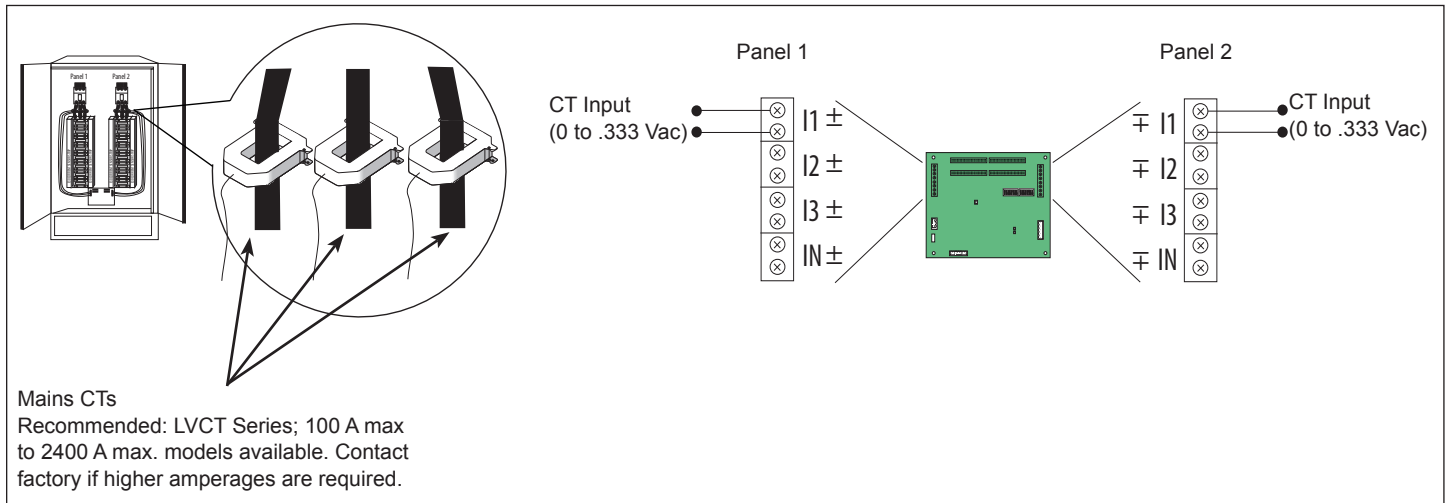 Panel 1
Panel 2
Panel 1
CT Input
(0 to .333 Vac)
I1 ±
I2 ±
I3 ±
IN ±
Panel 2
∓ I1
∓ I2
∓ I3
∓ IN
CT Input
(0 to .333 Vac)
Mains CTs
Recommended: LVCT Series; 100 A max
to 2400 A max. models available. Contact
factory if higher amperages are required.